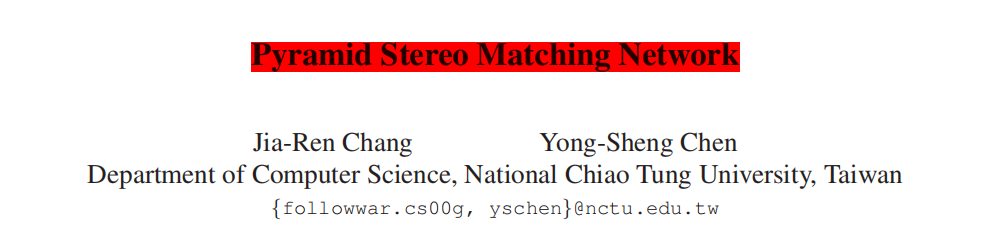 Pyramid Stereo Matching Network
Jia-Ren Chang Yong-Sheng Chen
Department of Computer Science, National Chiao Tung University, Taiwan
{followwar.cs00g, yschen}@nctu.edu.tw